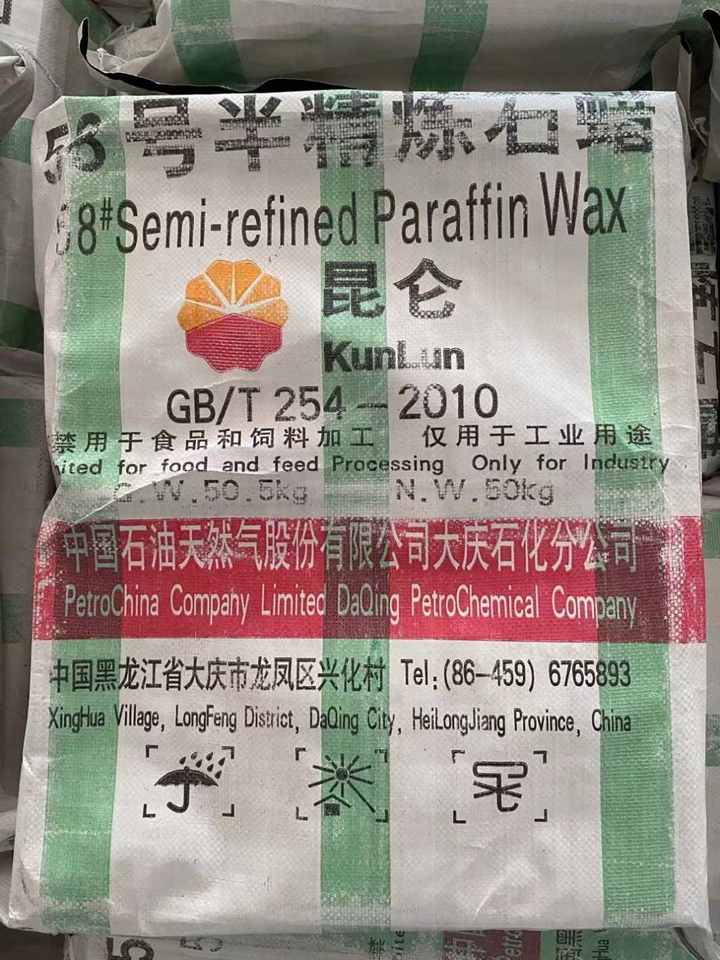 58号半精炼石蜡
58#Semi-refined Paraffin Wax
昆仑
KunLun
GB/T 254-2010
禁用于食品和饲料加工 仅用于工业用途
ited for food and feed Processing Only for Industry
G.W.50.5kg N.W.50kg
中国石油天然气股份有限公司大庆石化分公司
PetroChina Company Limited DaQing PetroChemical Company
中国黑龙江省大庆市龙凤区兴化村 Tel:(86-459) 6765893
XingHua Village, LongFeng District, DaQing City, HeiLongJiang Province, China